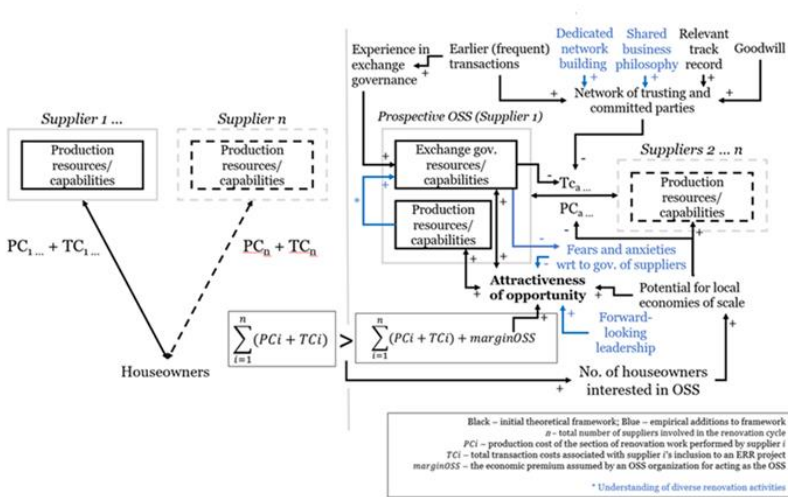 Supplier 1 ...
Production
resources/
capabilities
Supplier n
Production
resources/
capabilities
PC1 ... + TC1 ...
PCn + TCn
Houseowners
Experience in
exchange
governance
Earlier (frequent)
transactions
Dedicated
network
building
Shared
business
philosophy
Relevant
track
record
Goodwill
+
+
+
+
+
+
+
Network of trusting and
committed parties
Prospective OSS (Supplier 1)
Exchange gov.
resources/
capabilities
+
+
*
+
Production
resources/
capabilities
-
-
Tca ...
PCa ...
Suppliers 2 ... n
Production
resources/
capabilities
-
-
+
Fears and anxieties
wrt to gov. of suppliers
-
+
+
Attractiveness
of opportunity
+
+
Potential for local
economies of scale
+
Forward-
looking
leadership
n
∑
i=1
(PCi + TCi)
>
n
∑
i=1
(PCi + TCi) + marginOSS
+
No. of houseowners
interested in OSS
+
Black – initial theoretical framework; Blue – empirical additions to framework
n– total number of suppliers involved in the renovation cycle
PCi – production cost of the section of renovation work performed by supplier i
TCi – total transaction costs associated with supplier i's inclusion to an ERR project
marginOSS – the economic premium assumed by an OSS organization for acting as the OSS
* Understanding of diverse renovation activities